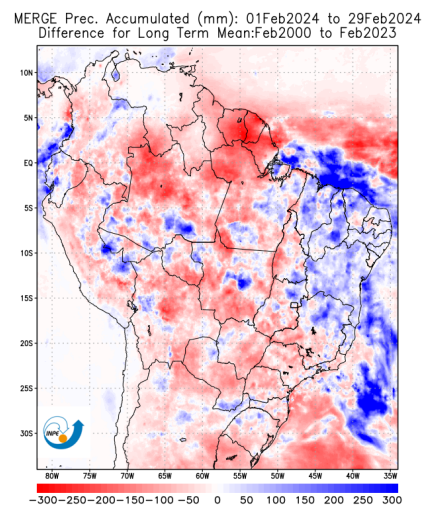 MERGE Prec. Accumulated (mm): 01Feb2024 to 29Feb2024
Difference for Long Term Mean:Feb2000 to Feb2023
10N
5N
EQ
5S
10S
15S
20S
25S
30S
INPE
80W 75W 70W 65W 60W 55W 50W 45W 40W 35W
−300 −250 −200 −150 −100 −50 0 50 100 150 200 250 300